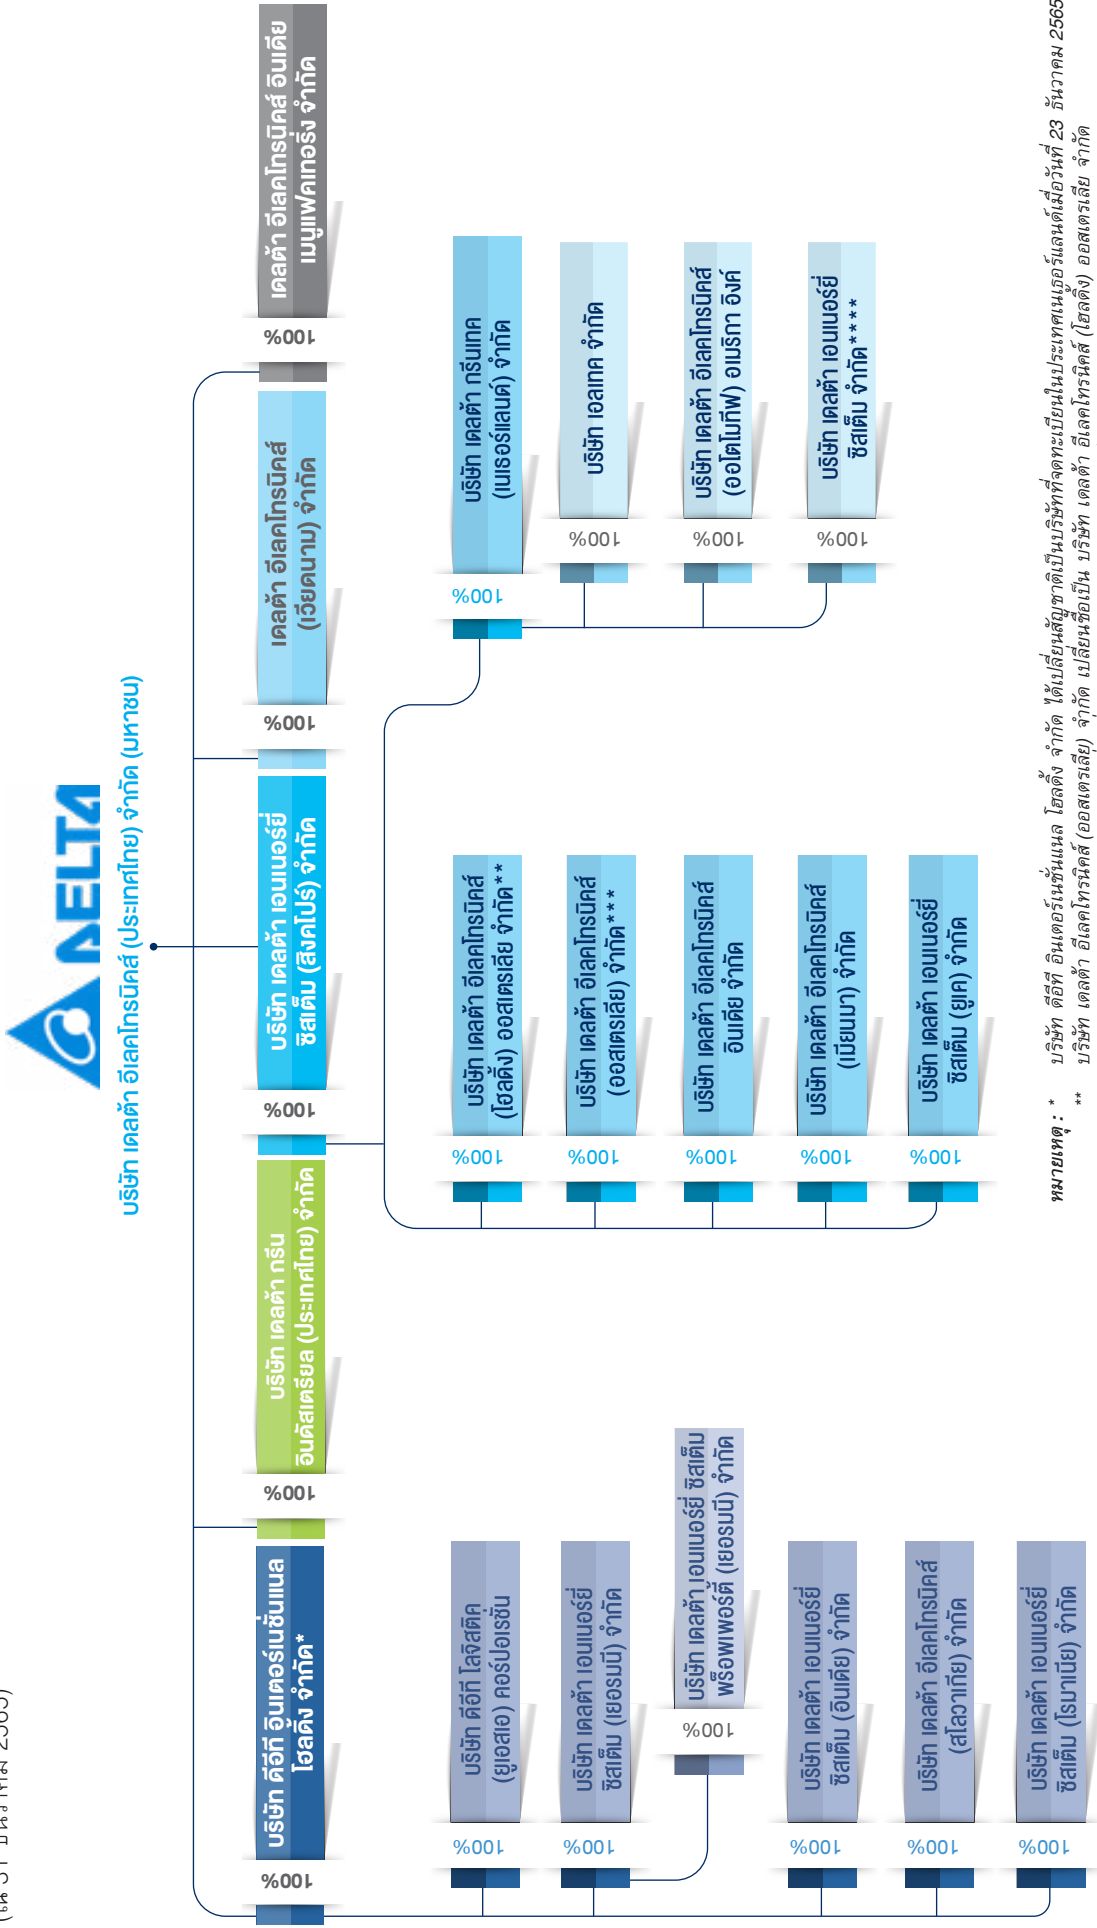 (ณ 31 ธันวาคม 2565)
DELTA
บริษัท เดลต้า อีเลคโทรนิคส์ (ประเทศไทย) จำกัด (มหาชน)
บริษัท ดีอีที อินเตอร์เนชั่นแนล
โฮลดิ้ง จำกัด*
100%
บริษัท เดลต้า กรีน
อินดัสเตรียล (ประเทศไทย) จำกัด
100%
บริษัท เดลต้า เอนเนอร์ยี่
ซิสเต็ม (สิงคโปร์) จำกัด
100%
เดลต้า อีเลคโทรนิคส์
(เวียดนาม) จำกัด
100%
เดลต้า อีเลคโทรนิคส์ อินเดีย
เมนูแฟคเทอริ่ง จำกัด
100%
บริษัท ดีอีที โลจิสติค
(ยูเอสเอ) คอร์ปอเรชั่น
100%
บริษัท เดลต้า เอนเนอร์ยี่
ซิสเต็ม (เยอรมนี) จำกัด
100%
บริษัท เดลต้า เอนเนอร์ยี่ ซิสเต็ม
พร็อพเพอร์ตี้ (เยอรมนี) จำกัด
100%
บริษัท เดลต้า เอนเนอร์ยี่
ซิสเต็ม (อินเดีย) จำกัด
100%
บริษัท เดลต้า อีเลคโทรนิคส์
(สโลวาเกีย) จำกัด
100%
บริษัท เดลต้า เอนเนอร์ยี่
ซิสเต็ม (โรมาเนีย) จำกัด
100%
บริษัท เดลต้า อีเลคโทรนิคส์
(โฮลดิ้ง) ออสเตรเลีย จำกัด**
100%
บริษัท เดลต้า อีเลคโทรนิคส์
(ออสเตรเลีย) จำกัด***
100%
บริษัท เดลต้า อีเลคโทรนิคส์
อินเดีย จำกัด
100%
บริษัท เดลต้า อีเลคโทรนิคส์
(เมียนมา) จำกัด
100%
บริษัท เดลต้า เอนเนอร์ยี่
ซิสเต็ม (ยูเค) จำกัด
100%
บริษัท เดลต้า กรีนเทค
(เนเธอร์แลนด์) จำกัด
100%
บริษัท เอลเทค จำกัด
100%
บริษัท เดลต้า อีเลคโทรนิคส์
(ออโตโมทีฟ) อเมริกา อิงค์
100%
บริษัท เดลต้า เอนเนอร์ยี่
ซิสเต็ม จำกัด****
100%
หมายเหตุ : * บริษัท ดีอีที อินเตอร์เนชั่นแนล โฮลดิ้ง จำกัด ได้เปลี่ยนสัญชาติเป็นบริษัทที่จดทะเบียนในประเทศเนเธอร์แลนด์เมื่อวันที่ 23 ธันวาคม 2565
** บริษัท เดลต้า อีเลคโทรนิคส์ (ออสเตรเลีย) จำกัด เปลี่ยนชื่อเป็น บริษัท เดลต้า อีเลคโทรนิคส์ (โฮลดิ้ง) ออสเตรเลีย จำกัด